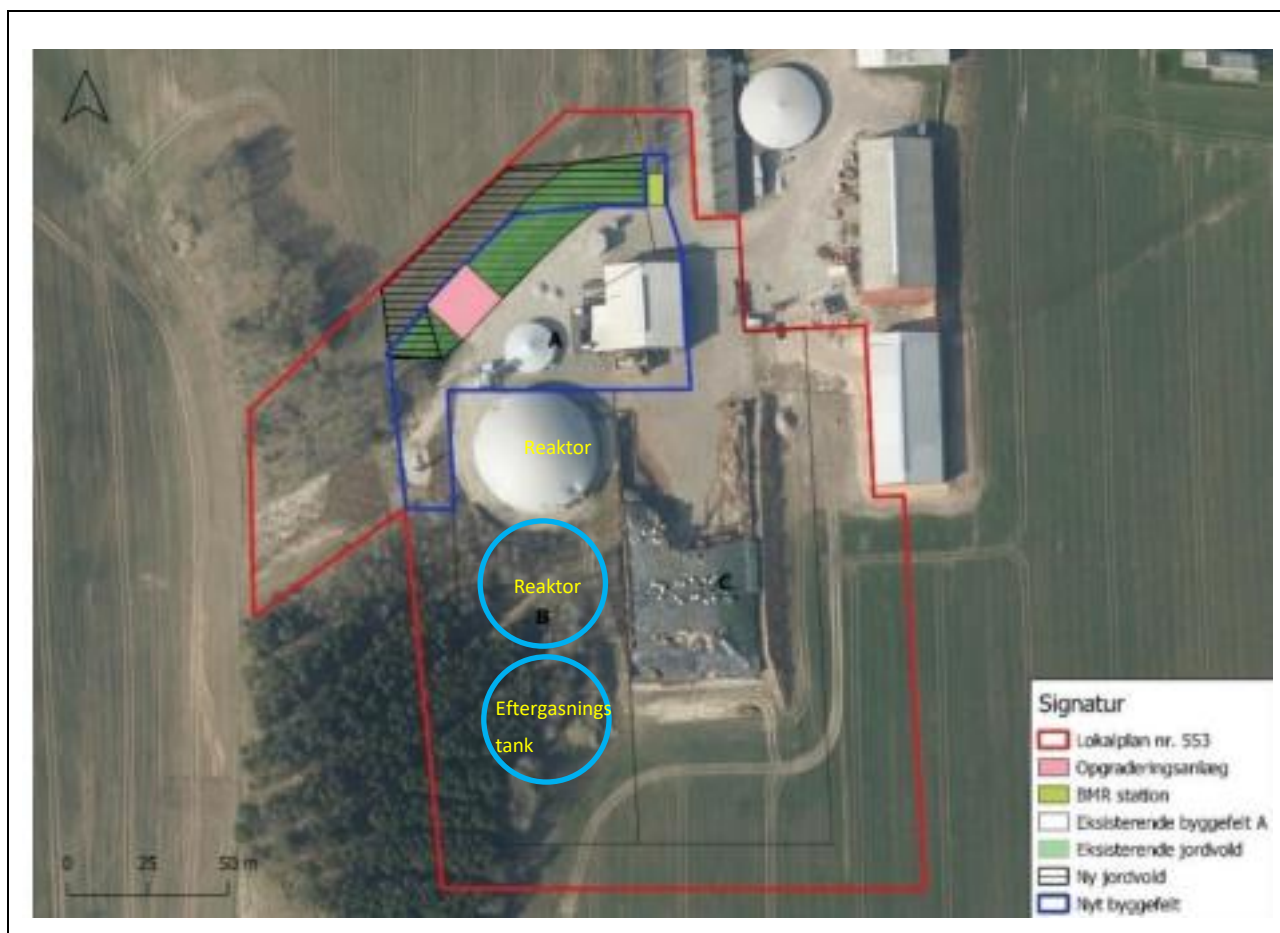 A
Reaktor
Reaktor
B
C
Eftergasnings
tank
Signatur
Lokalplan nr. 553
Opgraderingsanlæg
BMR station
Eksisterende byggefelt A
Eksisterende jordvold
Ny jordvold
Nyt byggefelt
0 25 50 m